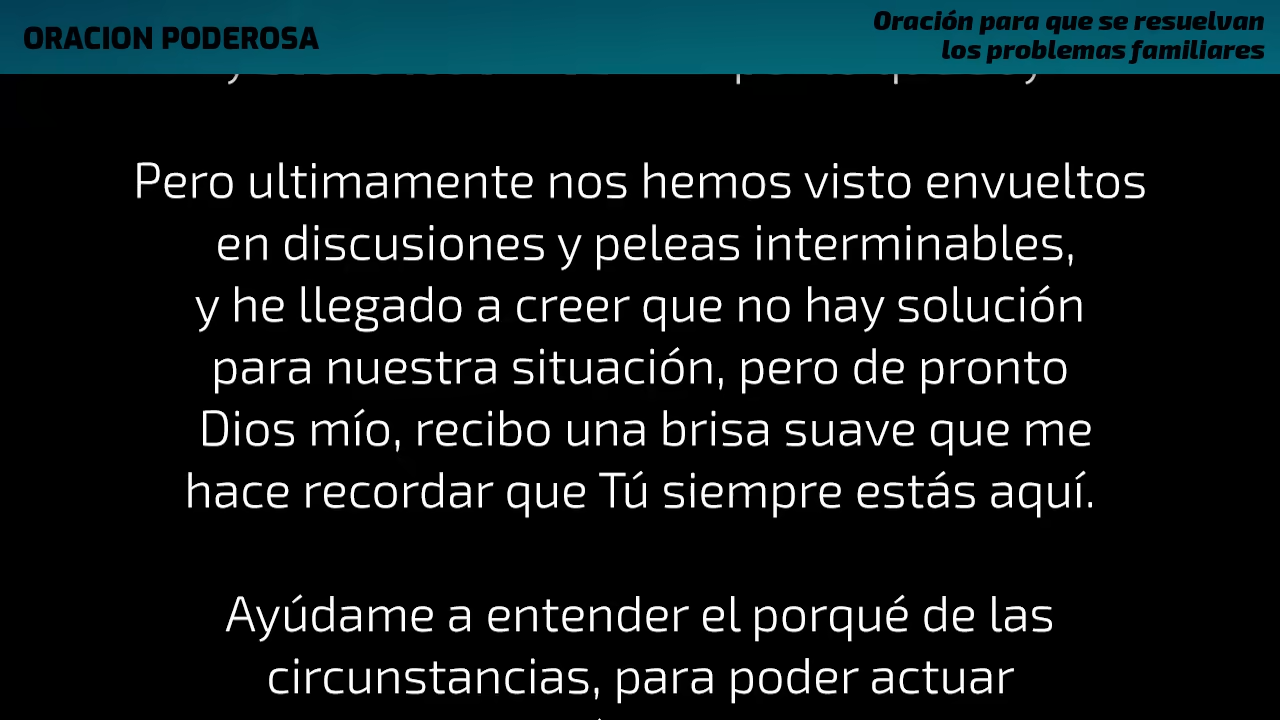 ORACION PODEROSA
Oración para que se resuelvan
los problemas familiares
Pero ultimamente nos hemos visto envueltos
en discusiones y peleas interminables,
y he llegado a creer que no hay solución
para nuestra situación, pero de pronto
Dios mío, recibo una brisa suave que me
hace recordar que Tú siempre estás aquí.
Ayúdame a entender el porqué de las
circunstancias, para poder actuar